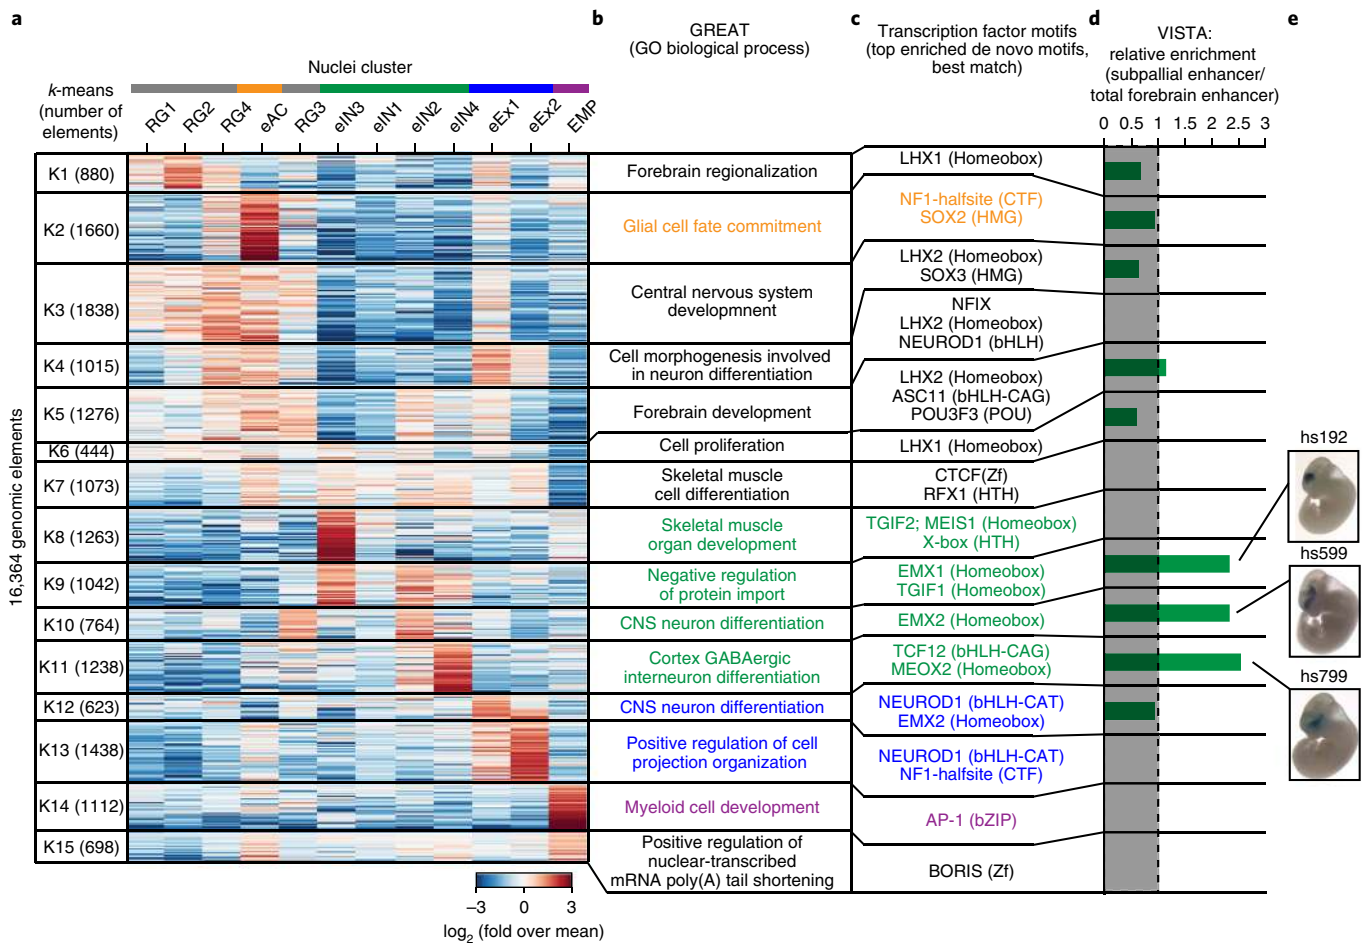 a
b
c
d
e
Nuclei cluster
k-means
(number of
elements)
RG1
RG2
RG4
eAC
RG3
eIN3
eIN1
eIN2
eIN4
eEx1
eEx2
EMP
GREAT
(GO biological process)
Transcription factor motifs
(top enriched de novo motifs,
best match)
VISTA:
relative enrichment
(subpallial enhancer/
total forebrain enhancer)
0 0.5 1 1.5 2 2.5 3
16,364 genomic elements
K1 (880)
K2 (1660)
K3 (1838)
K4 (1015)
K5 (1276)
K6 (444)
K7 (1073)
K8 (1263)
K9 (1042)
K10 (764)
K11 (1238)
K12 (623)
K13 (1438)
K14 (1112)
K15 (698)
Forebrain regionalization
Glial cell fate commitment
Central nervous system
developmnent
Cell morphogenesis involved
in neuron differentiation
Forebrain development
Cell proliferation
Skeletal muscle
cell differentiation
Skeletal muscle
organ development
Negative regulation
of protein import
CNS neuron differentiation
Cortex GABAergic
interneuron differentiation
CNS neuron differentiation
Positive regulation of cell
projection organization
Myeloid cell development
Positive regulation of
nuclear-transcribed
mRNA poly(A) tail shortening
LHX1 (Homeobox)
NF1-halfsite (CTF)
SOX2 (HMG)
LHX2 (Homeobox)
SOX3 (HMG)
NFIX
LHX2 (Homeobox)
NEUROD1 (bHLH)
LHX2 (Homeobox)
ASC11 (bHLH-CAG)
POU3F3 (POU)
LHX1 (Homeobox)
CTCF(Zf)
RFX1 (HTH)
TGIF2; MEIS1 (Homeobox)
X-box (HTH)
EMX1 (Homeobox)
TGIF1 (Homeobox)
EMX2 (Homeobox)
TCF12 (bHLH-CAG)
MEOX2 (Homeobox)
NEUROD1 (bHLH-CAT)
EMX2 (Homeobox)
NEUROD1 (bHLH-CAT)
NF1-halfsite (CTF)
AP-1 (bZIP)
BORIS (Zf)
hs192
hs599
hs799
–3 0 3
log2 (fold over mean)